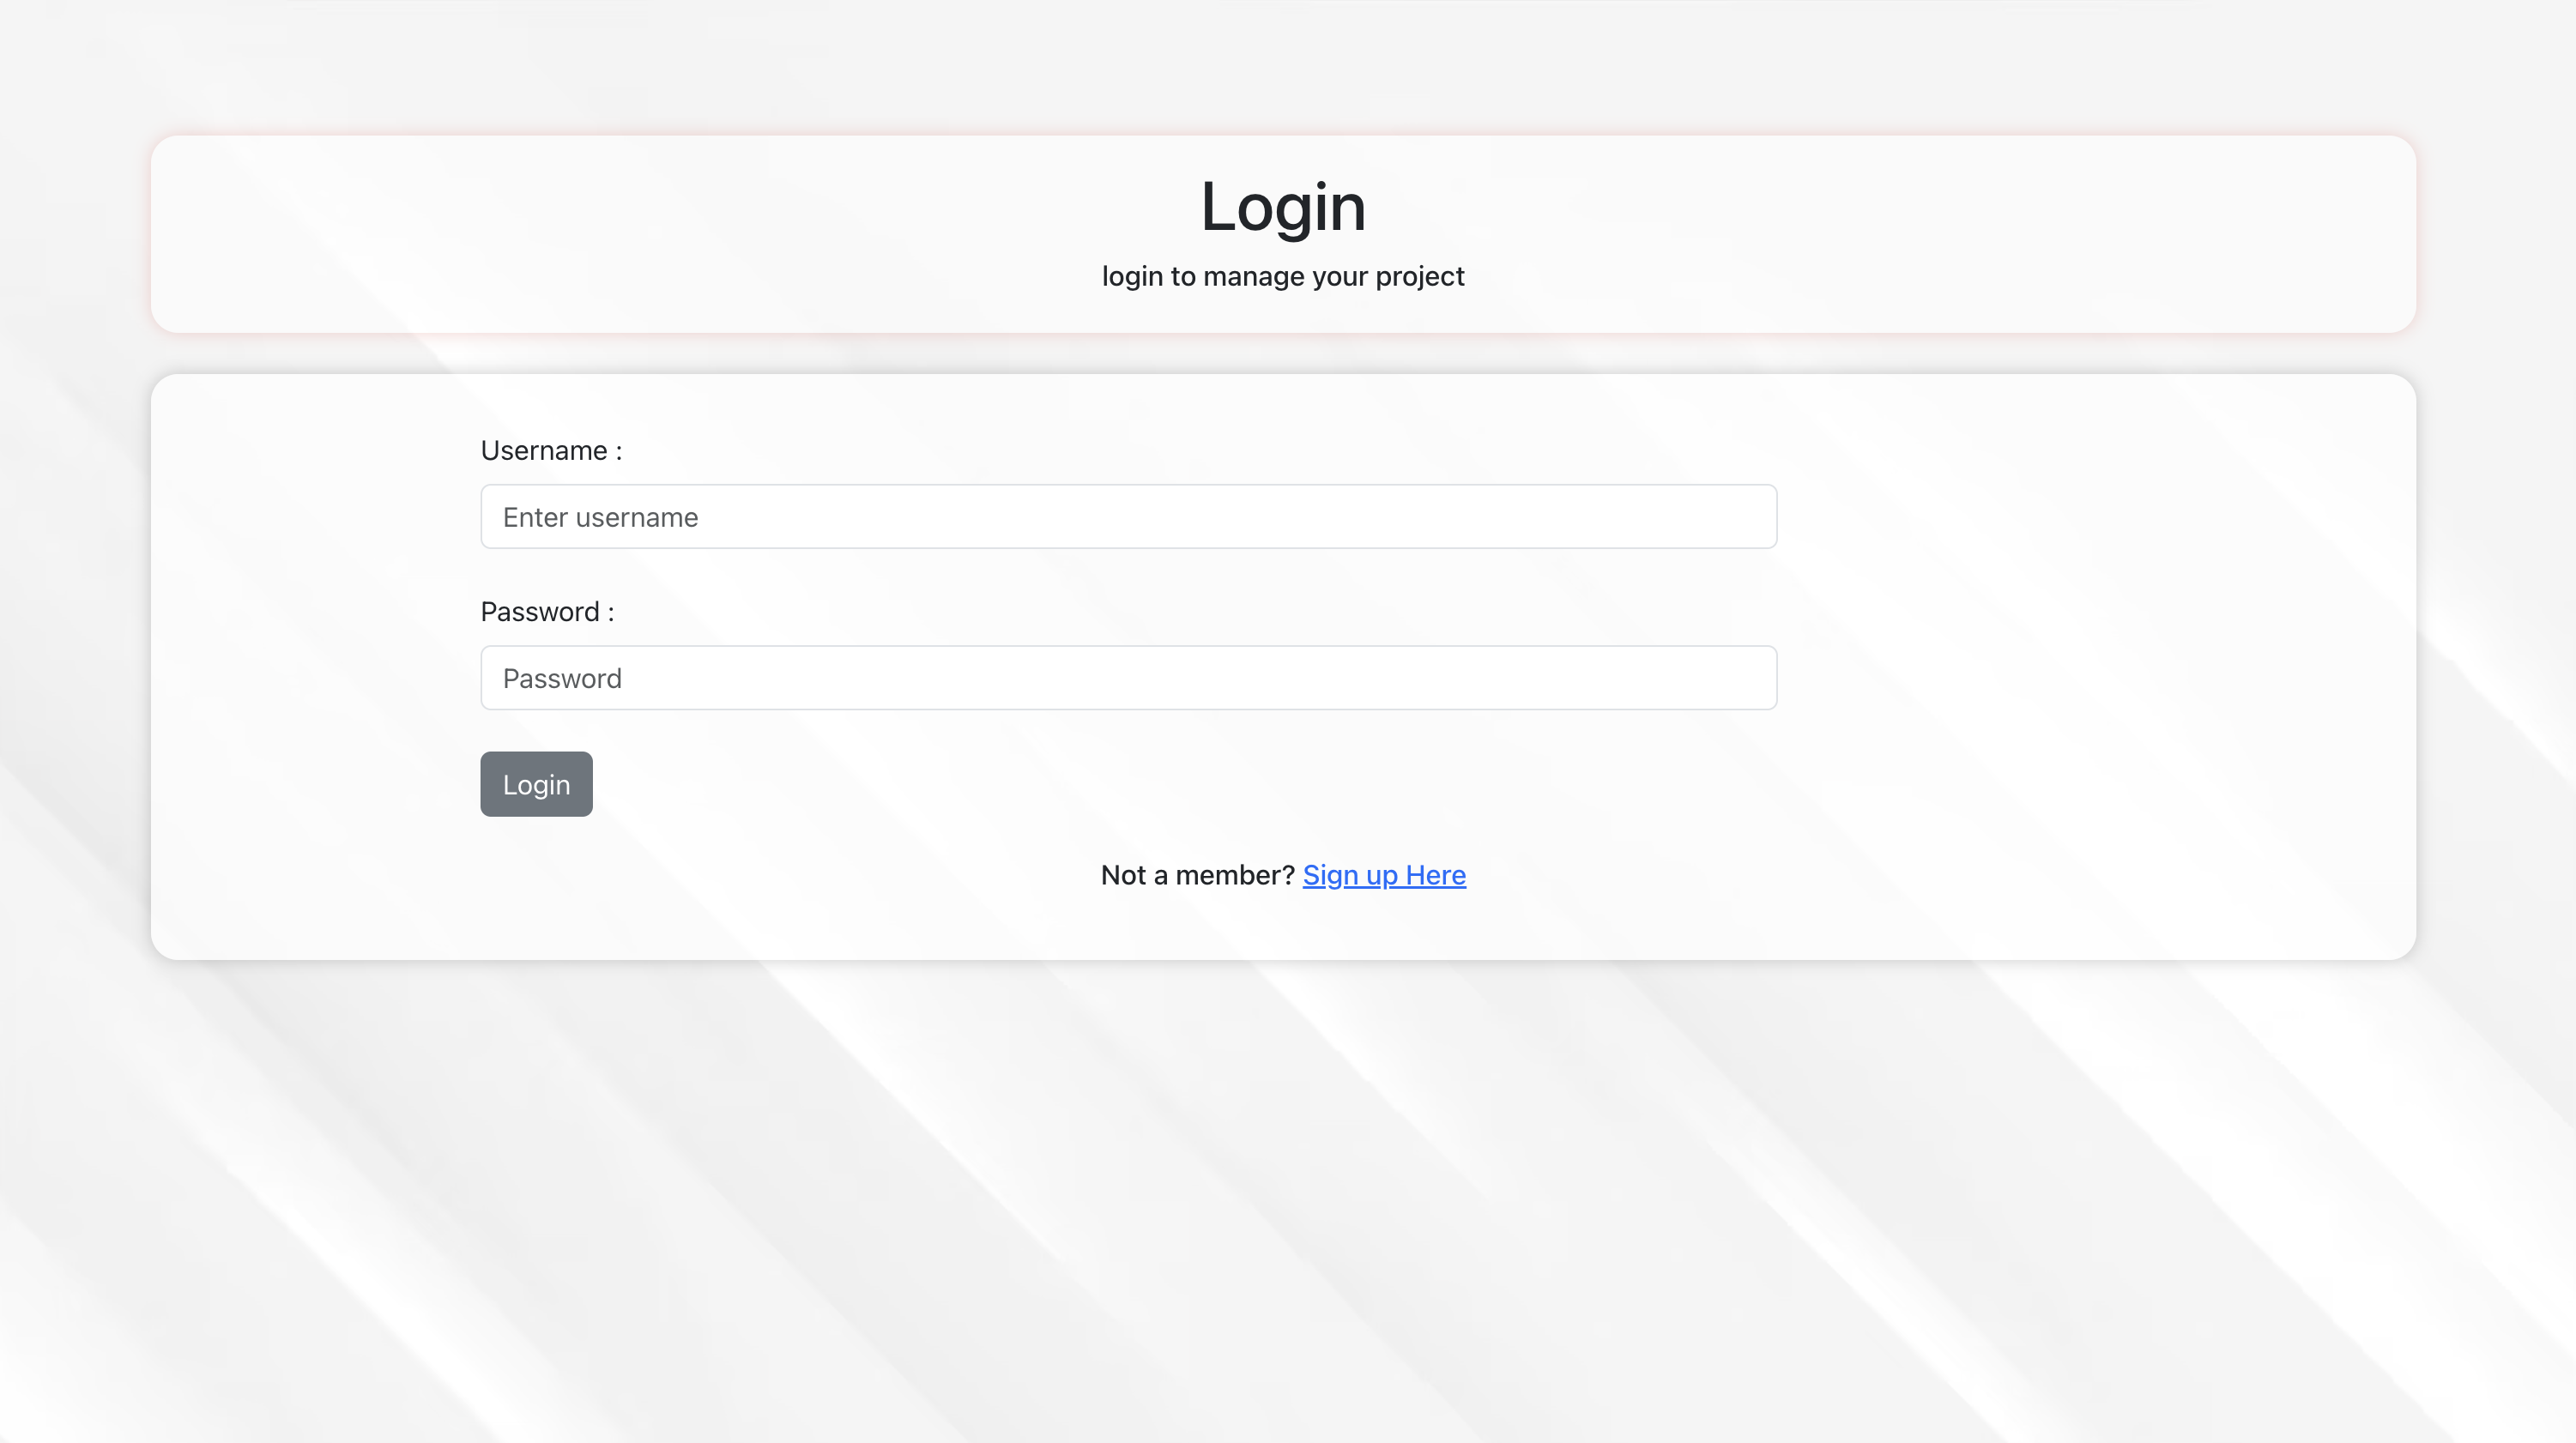 Login
login to manage your project
Username :
Enter username
Password :
Password
Login
Not a member? Sign up Here